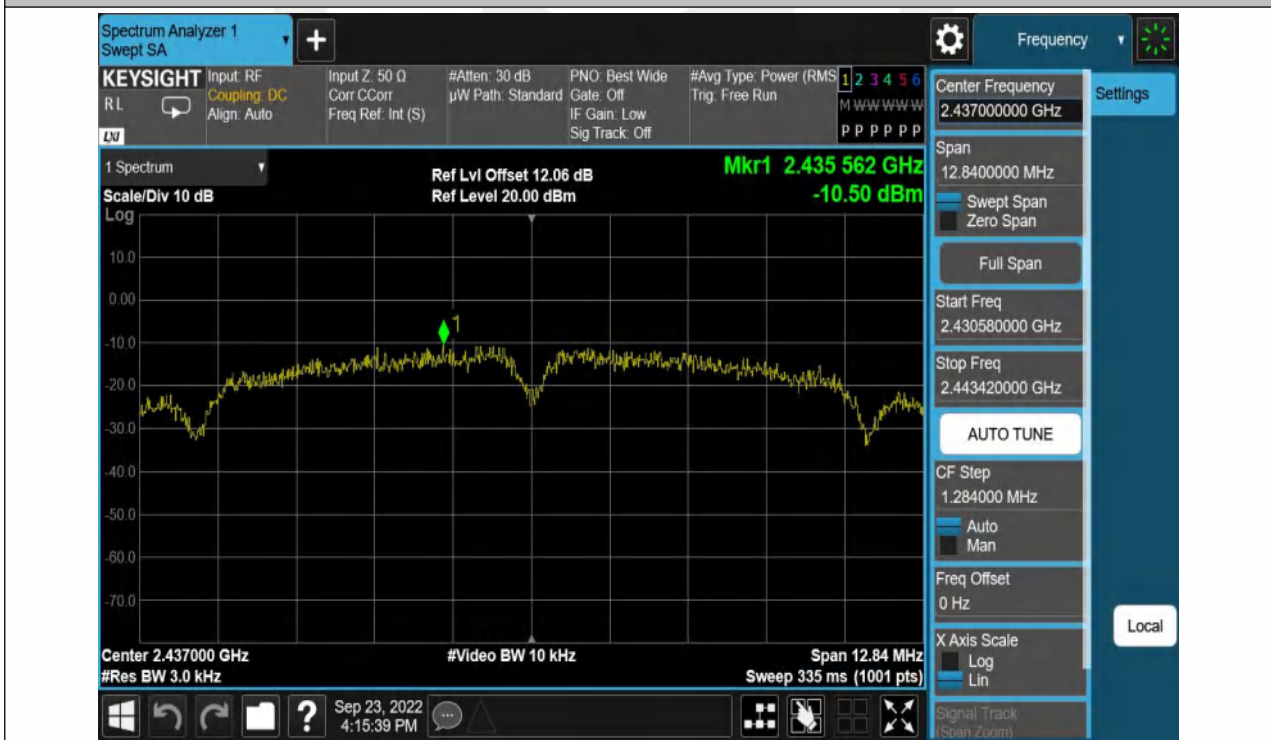 Spectrum Analyzer 1
Swept SA
+
Frequency
KEYSIGHT
RL
LXI
Input: RF
Coupling: DC
Align: Auto
Input Z: 50 Ω
Corr CCorr
Freq Ref: Int (S)
#Atten: 30 dB
µW Path: Standard
PNO: Best Wide
Gate: Off
IF Gain: Low
Sig Track: Off
#Avg Type: Power (RMS
Trig: Free Run
1 2 3 4 5 6
M W W W W W
P P P P P P
1 Spectrum
Scale/Div 10 dB
Log
Ref Lvl Offset 12.06 dB
Ref Level 20.00 dBm
Mkr1 2.435 562 GHz
-10.50 dBm
10.0
0.00
-10.0
-20.0
-30.0
-40.0
-50.0
-60.0
-70.0
1
Center 2.437000 GHz
#Res BW 3.0 kHz
#Video BW 10 kHz
Span 12.84 MHz
Sweep 335 ms (1001 pts)
Center Frequency
2.437000000 GHz
Settings
Span
12.8400000 MHz
Swept Span
Zero Span
Full Span
Start Freq
2.430580000 GHz
Stop Freq
2.443420000 GHz
AUTO TUNE
CF Step
1.284000 MHz
Auto
Man
Freq Offset
0 Hz
X Axis Scale
Log
Lin
Local
Signal Track
(Span Zoom)
?
Sep 23, 2022
4:15:39 PM